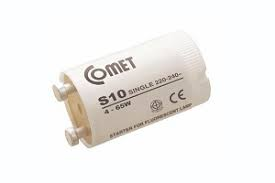 COMET
S10 SINGLE 220-240~
4 - 65W
CE
STARTER FOR FLUORESCENT LAMP